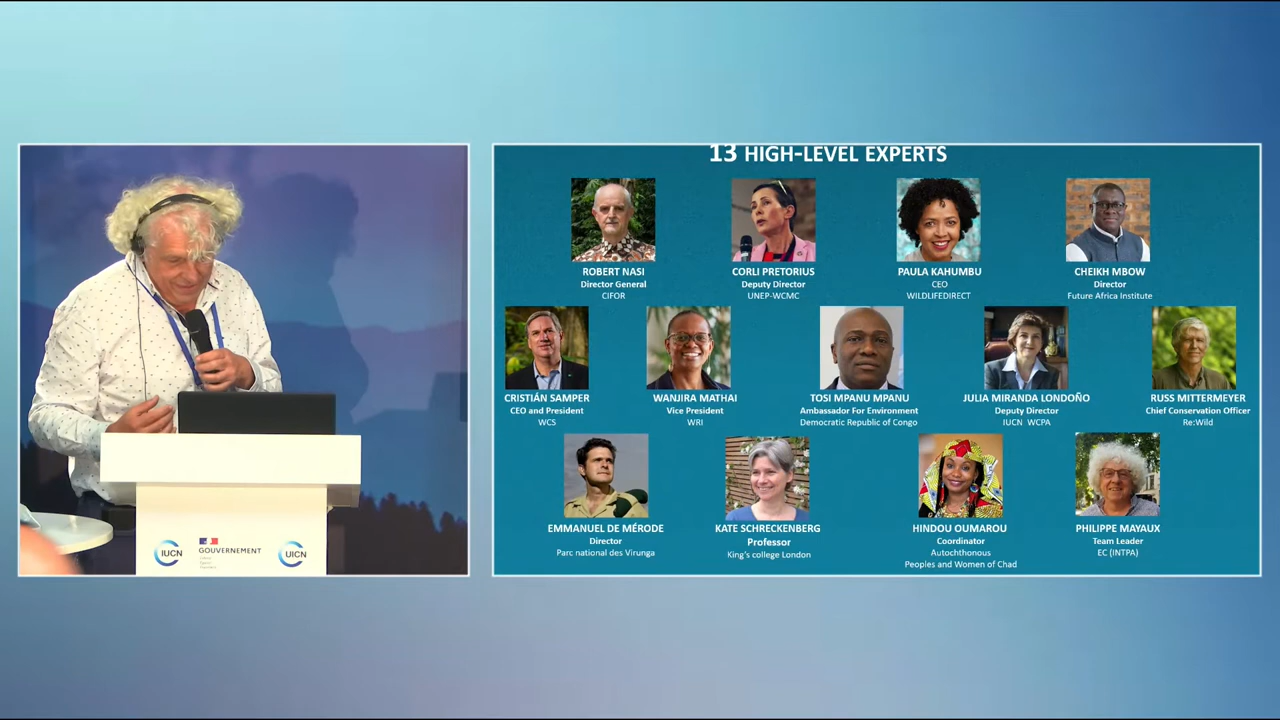 13 HIGH-LEVEL EXPERTS
ROBERT NASI
Director General
CIFOR
CORLI PRETORIUS
Deputy Director
UNEP-WCMC
PAULA KAHUMBU
CEO
WILDLIFEDIRECT
CHEIKH MBOW
Director
Future Africa Institute
CRISTIÁN SAMPER
CEO and President
WCS
WANJIRA MATHAI
Vice President
WRI
TOSI MPANU MPANU
Ambassador For Environment
Democratic Republic of Congo
JULIA MIRANDA LONDOÑO
Deputy Director
IUCN WCPA
RUSS MITTERMEYER
Chief Conservation Officer
Re:Wild
EMMANUEL DE MÉRODE
Director
Parc national des Virunga
KATE SCHRECKENBERG
Professor
King's college London
HINDOU OUMAROU
Coordinator
Autochthonous
Peoples and Women of Chad
PHILIPPE MAYAUX
Team Leader
EC (INTPA)
IUCN
GOUVERNEMENT
UICN